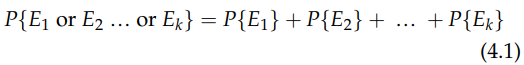 P{E₁ or E₂ … or Eₖ} = P{E₁} + P{E₂} + … + P{Eₖ}
(4.1)